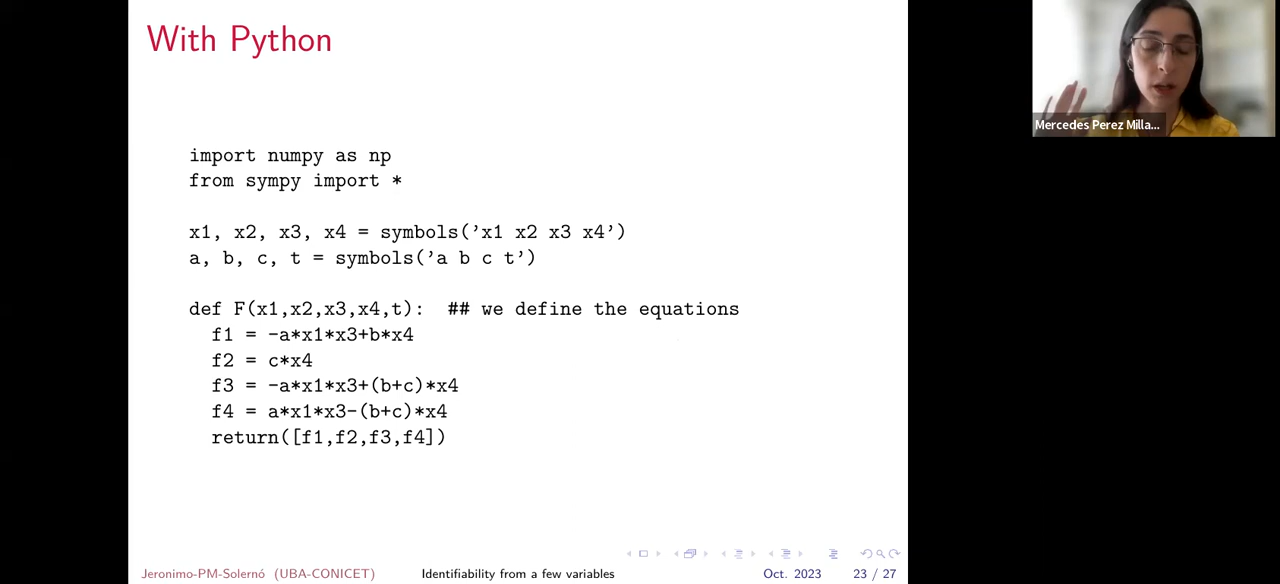 With Python
import numpy as np
from sympy import *
x1, x2, x3, x4 = symbols('x1 x2 x3 x4')
a, b, c, t = symbols('a b c t')
def F(x1,x2,x3,x4,t):  ## we define the equations
  f1 = -a*x1*x3+b*x4
  f2 = c*x4
  f3 = -a*x1*x3+(b+c)*x4
  f4 = a*x1*x3-(b+c)*x4
  return([f1,f2,f3,f4])
Jeronimo-PM-Solernó (UBA-CONICET) Identifiability from a few variables Oct. 2023 23 / 27
Mercedes Perez Milla...